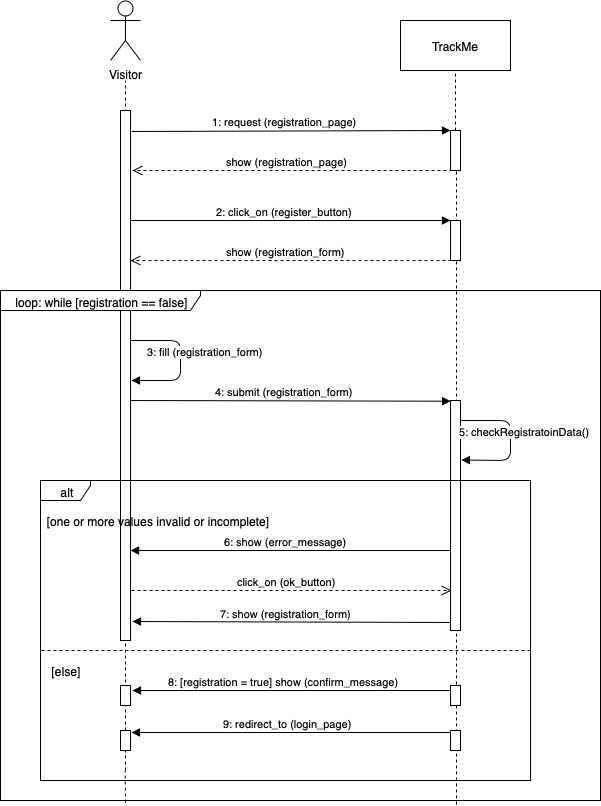 Visitor
TrackMe
1: request (registration_page)
show (registration_page)
2: click_on (register_button)
show (registration_form)
loop: while [registration == false]
3: fill (registration_form)
4: submit (registration_form)
5: checkRegistratoinData()
alt
[one or more values invalid or incomplete]
6: show (error_message)
click_on (ok_button)
7: show (registration_form)
[else]
8: [registration = true] show (confirm_message)
9: redirect_to (login_page)